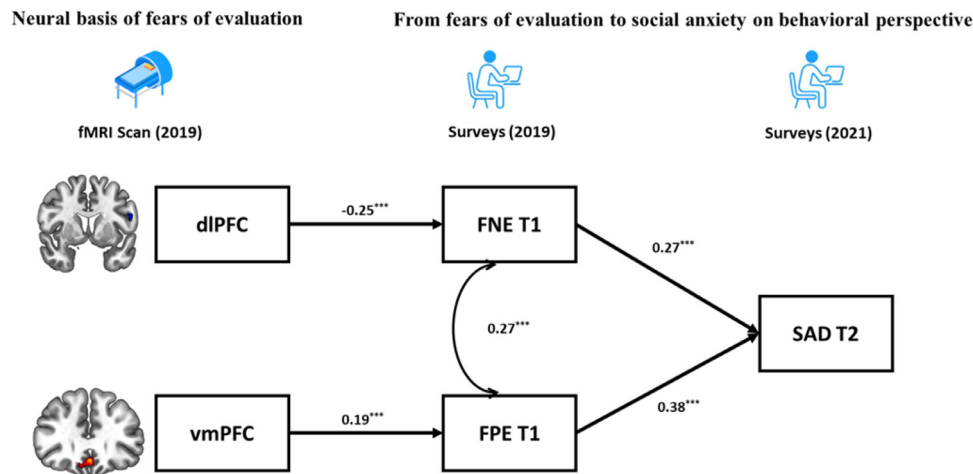 Neural basis of fears of evaluation
From fears of evaluation to social anxiety on behavioral perspective
fMRI Scan (2019)
Surveys (2019)
Surveys (2021)
dlPFC
-0.25***
FNE T1
0.27***
0.27***
SAD T2
vmPFC
0.19***
FPE T1
0.38***